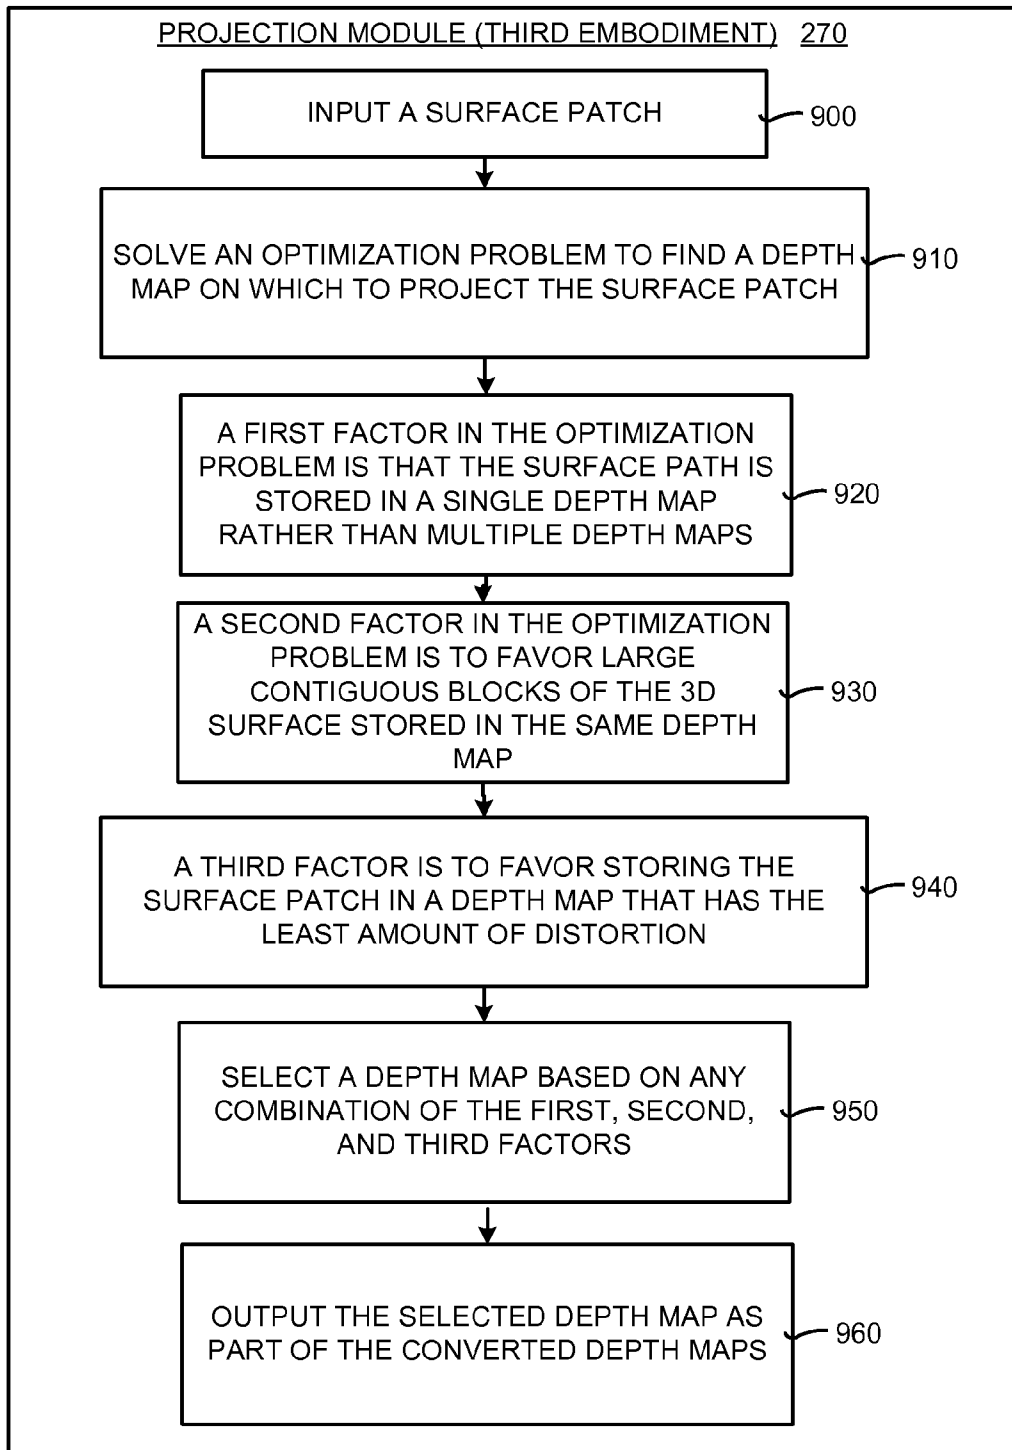 PROJECTION MODULE (THIRD EMBODIMENT) 270
INPUT A SURFACE PATCH
900
SOLVE AN OPTIMIZATION PROBLEM TO FIND A DEPTH
MAP ON WHICH TO PROJECT THE SURFACE PATCH
910
A FIRST FACTOR IN THE OPTIMIZATION
PROBLEM IS THAT THE SURFACE PATH IS
STORED IN A SINGLE DEPTH MAP
RATHER THAN MULTIPLE DEPTH MAPS
920
A SECOND FACTOR IN THE OPTIMIZATION
PROBLEM IS TO FAVOR LARGE
CONTIGUOUS BLOCKS OF THE 3D
SURFACE STORED IN THE SAME DEPTH
MAP
930
A THIRD FACTOR IS TO FAVOR STORING THE
SURFACE PATCH IN A DEPTH MAP THAT HAS THE
LEAST AMOUNT OF DISTORTION
940
SELECT A DEPTH MAP BASED ON ANY
COMBINATION OF THE FIRST, SECOND,
AND THIRD FACTORS
950
OUTPUT THE SELECTED DEPTH MAP AS
PART OF THE CONVERTED DEPTH MAPS
960